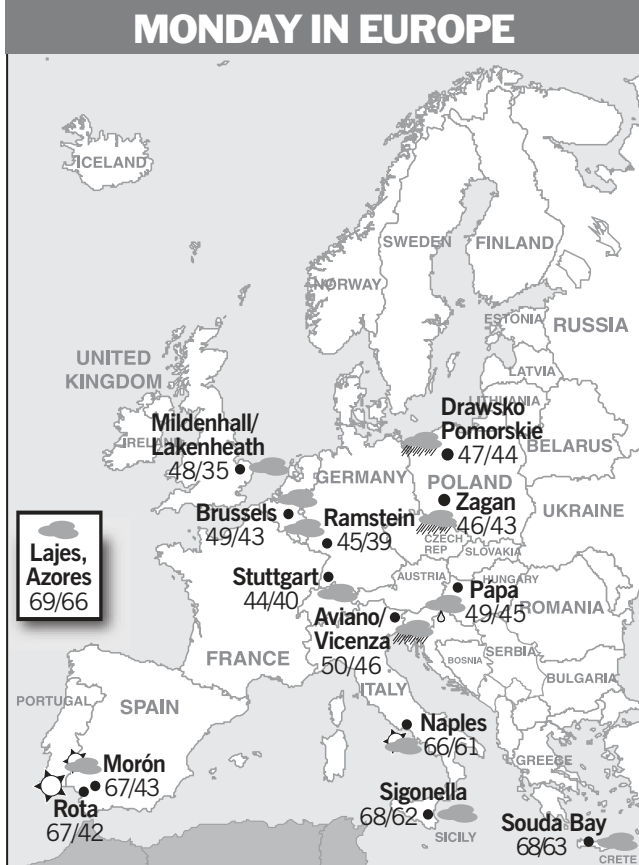 MONDAY IN EUROPE
ICELAND
SWEDEN
FINLAND
NORWAY
ESTONIA
RUSSIA
LATVIA
LITHUANIA
UNITED
KINGDOM
IRELAND
Mildenhall/
Lakenheath
48/35
Drawsko
Pomorskie
47/44
BELARUS
GERMANY
POLAND
Zagan
46/43
UKRAINE
Brussels
49/43
Ramstein
45/39
CZECH
REP
SLOVAKIA
Lajes,
Azores
69/66
Stuttgart
44/40
AUSTRIA
HUNGARY
Pápa
49/45
ROMANIA
Aviano/
Vicenza
50/46
FRANCE
BOSNIA
SERBIA
BULGARIA
ITALY
PORTUGAL
SPAIN
Naples
66/61
GREECE
Morón
67/43
Rota
67/42
Sigonella
68/62
SICILY
Souda Bay
68/63
CRETE